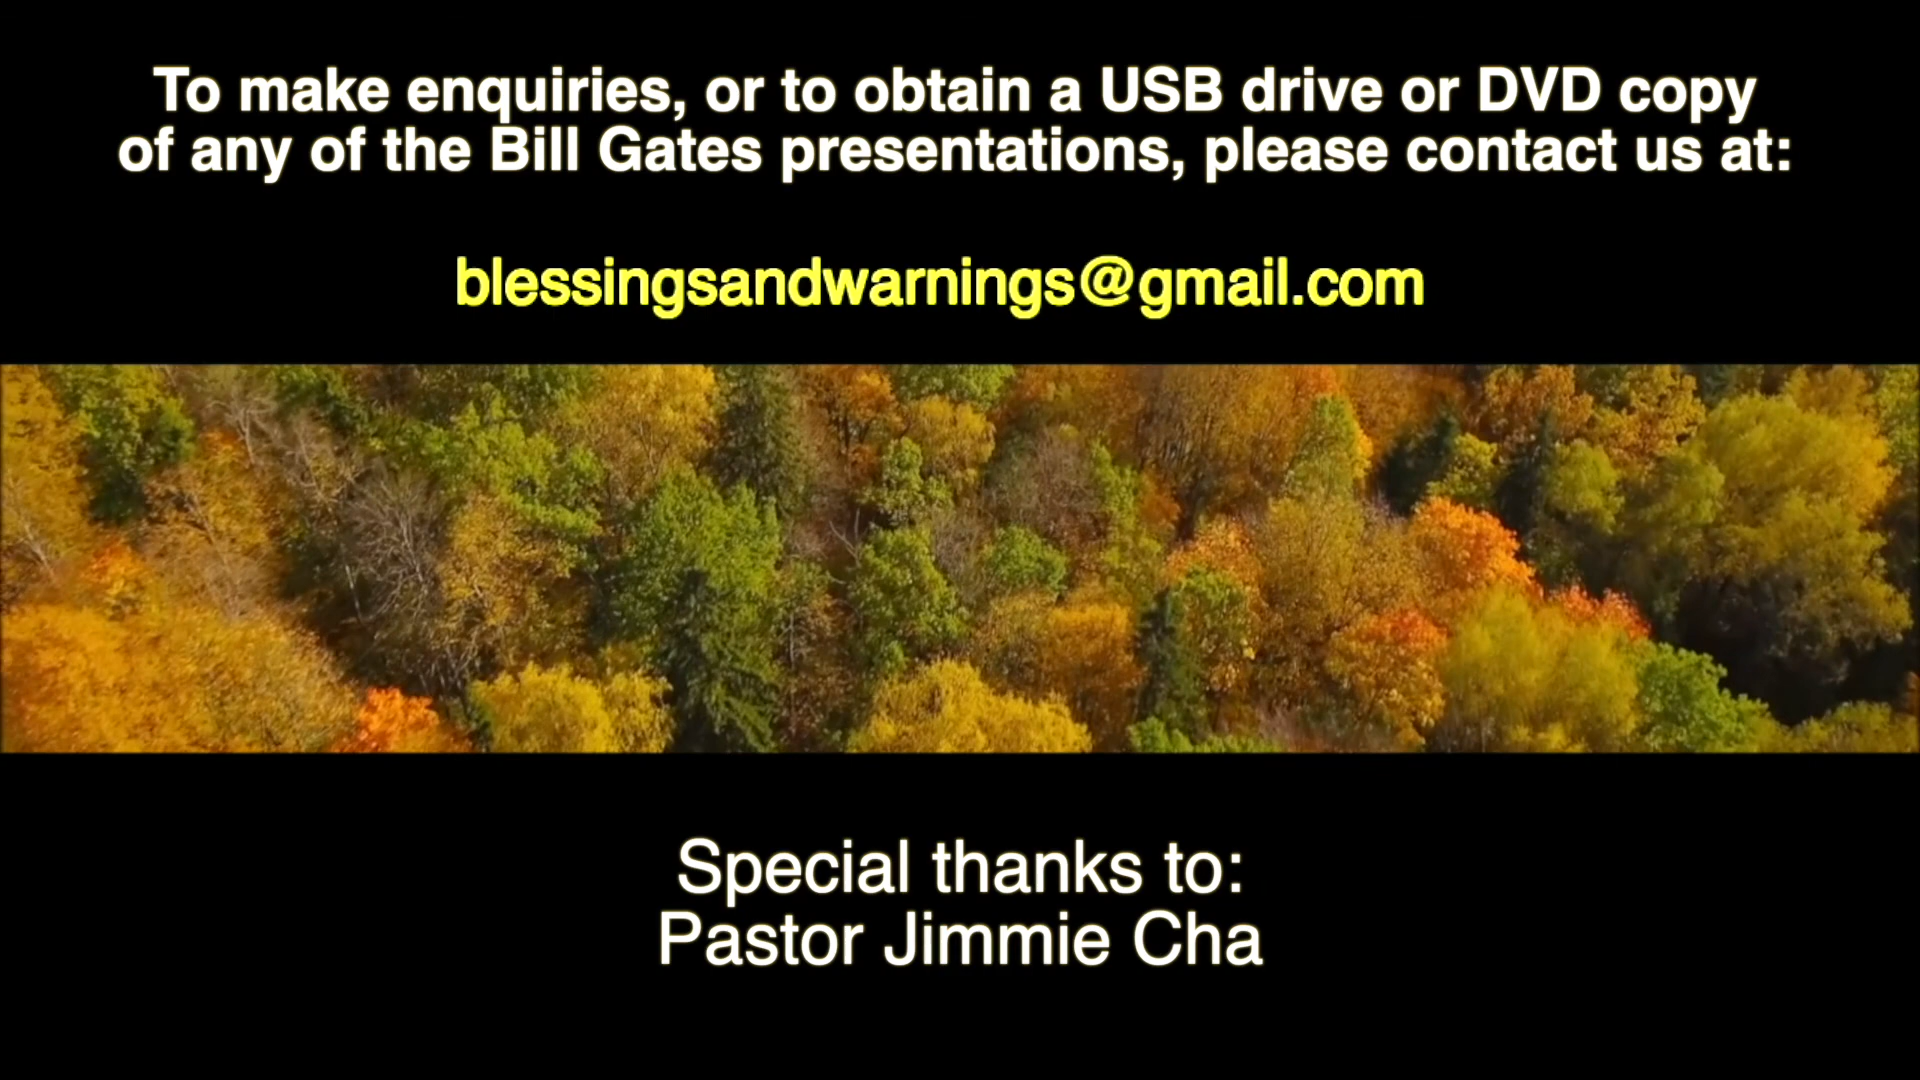 To make enquiries, or to obtain a USB drive or DVD copy
of any of the Bill Gates presentations, please contact us at:
blessingsandwarnings@gmail.com
Special thanks to:
Pastor Jimmie Cha